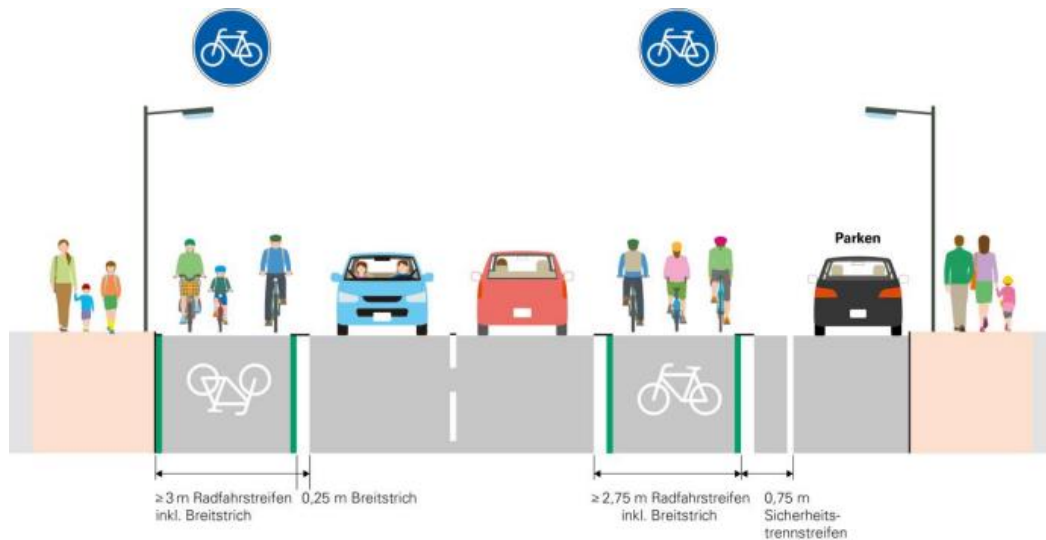 Parken
≥ 3 m Radfahrstreifen
inkl. Breitstrich
0,25 m Breitstrich
≥ 2,75 m Radfahrstreifen
inkl. Breitstrich
0,75 m
Sicherheits-
trennstreifen